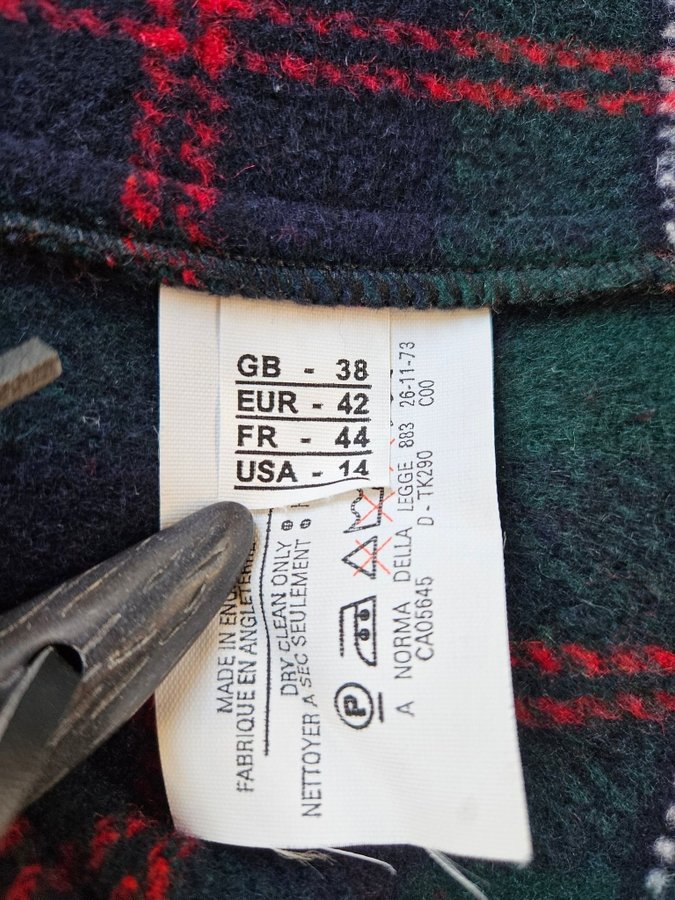 GB - 38
EUR - 42
FR - 44
USA - 14
MADE IN
FABRIQUE EN ANGLETERRE
DRY CLEAN ONLY
NETTOYER A SEC SEULEMENT
P
A NORMA DELLA LEGGE 883 26-11-73
CA05645 D-TK290 C00